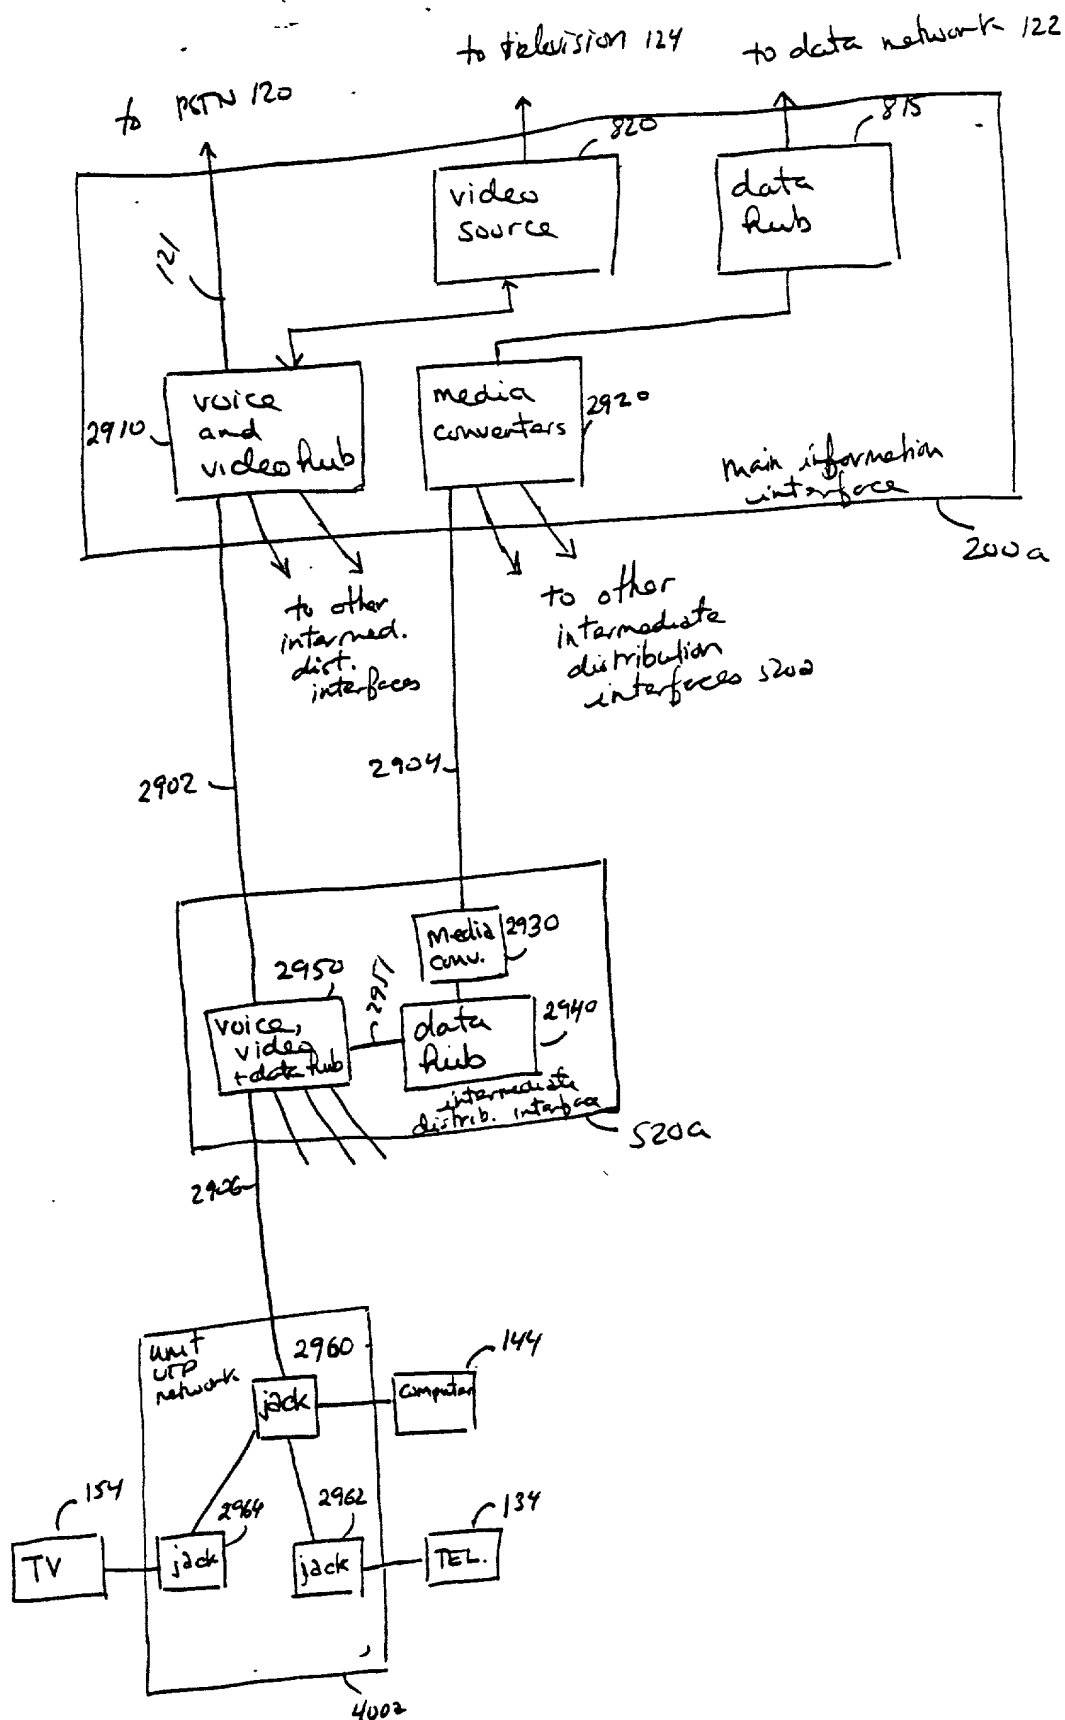 to television 124
to data network 122
to PSTN 120
820
815
video
source
data
hub
121
voice
and
video hub
2910
media
converters
2920
main information
interface
200a
to other
intermed.
dist.
interfaces
to other
intermediate
distribution
interfaces 520a
2902
2904
media
conv.
2930
2950
2951
voice,
video
+ data hub
data
hub
2940
intermediate
distrib. interface
520a
2906
unit
UTP
network
2960
144
jack
computer
154
2964
2962
134
TV
jack
jack
TEL.
400a